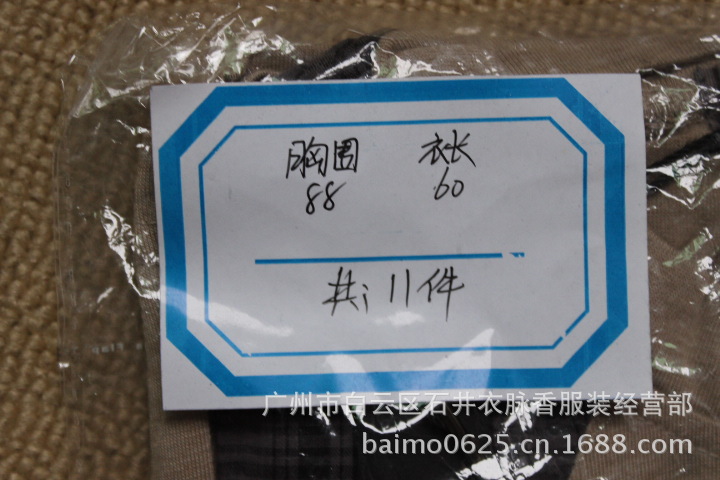 胸围 衣长
88 60
共: 11件
广州市白云区石井衣脉香服装经营部
baimo0625.cn.1688.com